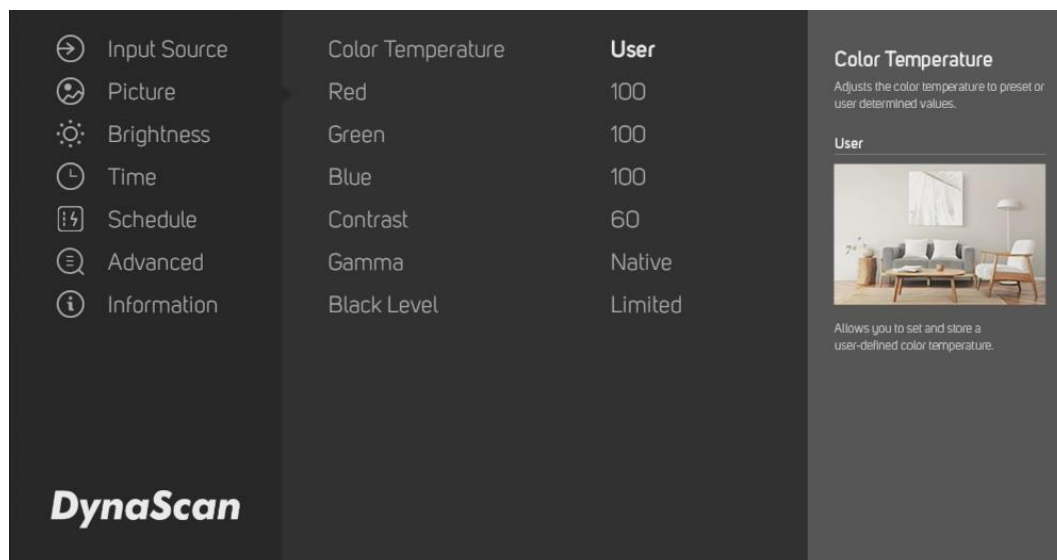 Input Source
Picture
Brightness
Time
Schedule
Advanced
Information
DynaScan
Color Temperature User
Red 100
Green 100
Blue 100
Contrast 60
Gamma Native
Black Level Limited
Color Temperature
Adjusts the color temperature to preset or
user determined values.
User
Allows you to set and store a
user-defined color temperature.